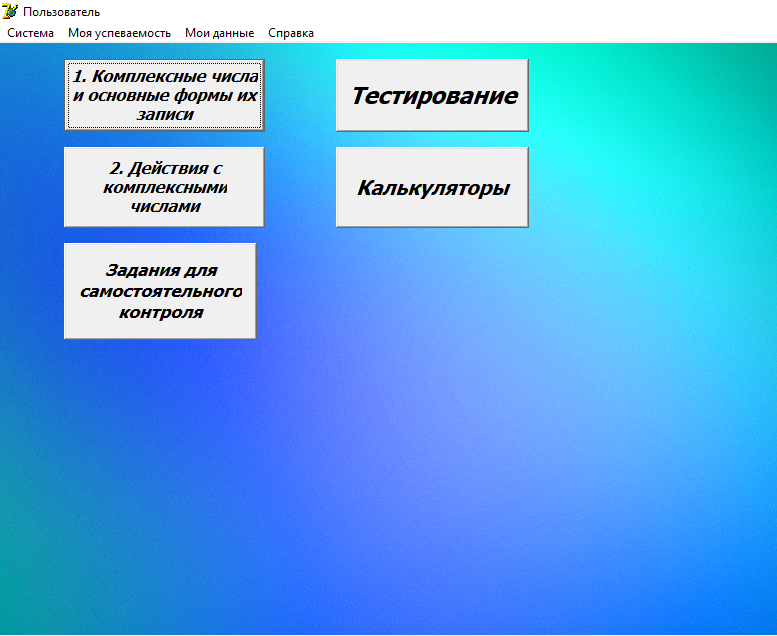 Пользователь
Система Моя успеваемость Мои данные Справка
1. Комплексные числа
и основные формы их
записи
Тестирование
2. Действия с
комплексными
числами
Калькуляторы
Задания для
самостоятельного
контроля